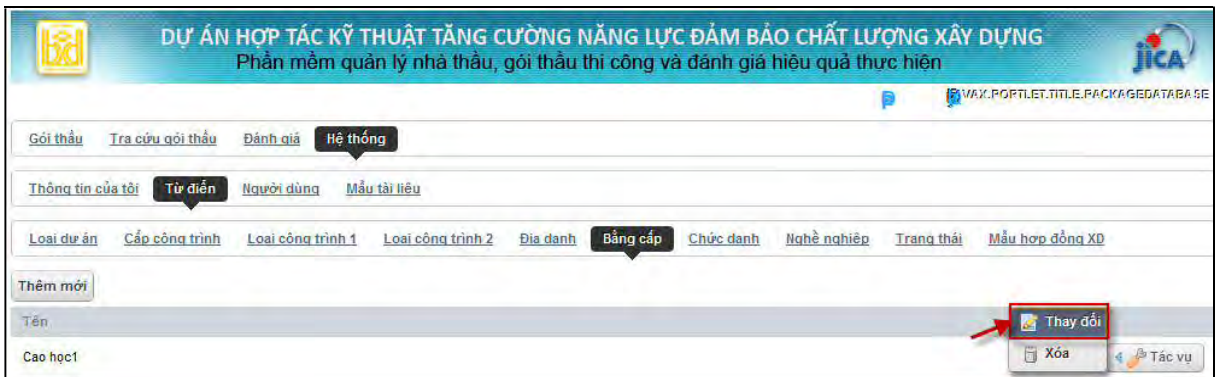 DỰ ÁN HỢP TÁC KỸ THUẬT TĂNG CƯỜNG NĂNG LỰC ĐẢM BẢO CHẤT LƯỢNG XÂY DỰNG
Phần mềm quản lý nhà thầu, gói thầu thi công và đánh giá hiệu quả thực hiện
bxd
jICA
VAX.PORTLET.TITLE.PACKAGEDATABASE
Gói thầu Tra cứu gói thầu Đánh giá Hệ thống
Thông tin của tôi Từ điển Người dùng Mẫu tài liệu
Loại dự án Cấp công trình Loại công trình 1 Loại công trình 2 Địa danh Bằng cấp Chức danh Nghề nghiệp Trạng thái Mẫu hợp đồng XD
Thêm mới
Tên
Thay đổi
Cao học1
Xóa
Tác vụ